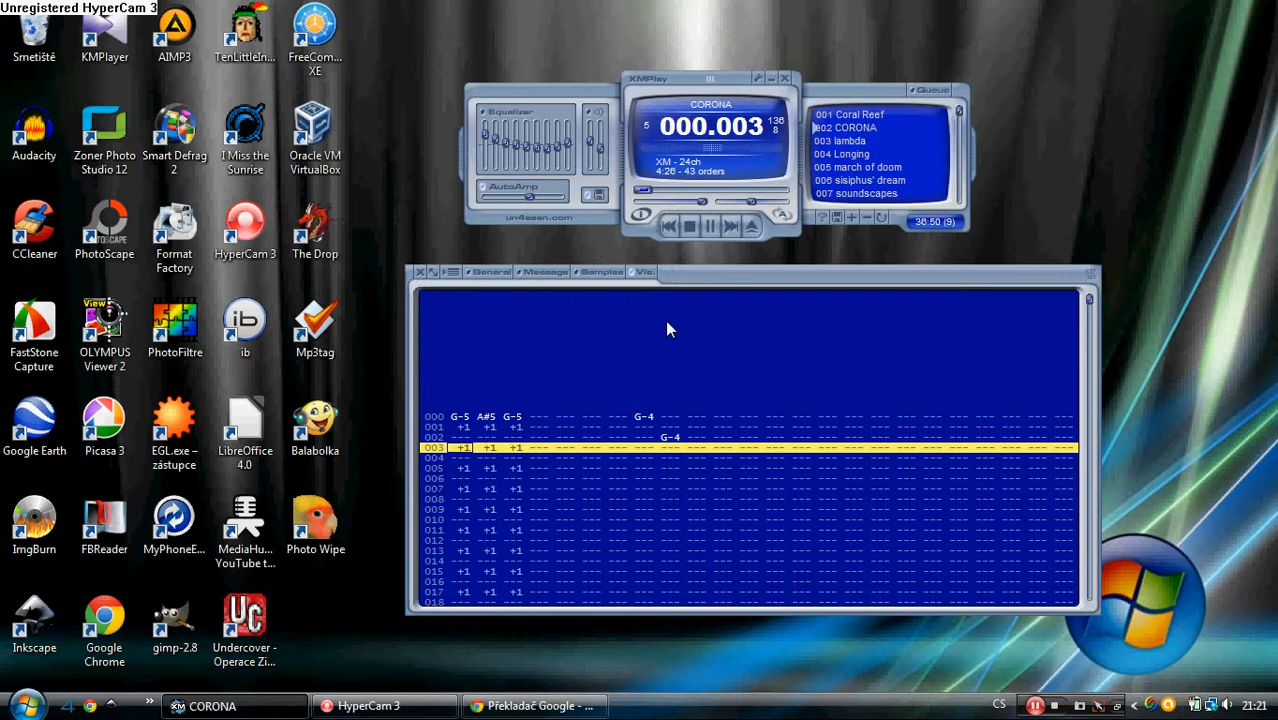 Unregistered HyperCam 3
Smetiště
KMPlayer
AIMP3
TenLittleIn...
FreeCom...
XE
Audacity
Zoner Photo
Studio 12
Smart Defrag
2
I Miss the
Sunrise
Oracle VM
VirtualBox
CCleaner
PhotoScape
Format
Factory
HyperCam 3
The Drop
FastStone
Capture
OLYMPUS
Viewer 2
PhotoFiltre
ib
Mp3tag
Google Earth
Picasa 3
EGL.exe –
zástupce
LibreOffice
4.0
Balabolka
ImgBurn
FBReader
MyPhoneE...
MediaHu...
YouTube t...
Photo Wipe
Inkscape
Google
Chrome
gimp-2.8
Undercover -
Operace Zi...
Equalizer
AutoAmp
un4seen.com
XMPlay
CORONA
5
000.003
136
8
XM - 24ch
4:26 - 43 orders
Queue
001 Coral Reef
002 CORONA
003 lambda
004 Longing
005 march of doom
006 sisiphus' dream
007 soundscapes
36:50 (9)
General
Message
Samples
Vis.
000 G-5 A#5 G-5 --- --- --- --- G-4 --- --- --- --- --- --- --- --- --- --- --- --- --- --- --- ---
001 +1 +1 +1 --- --- --- --- --- --- --- --- --- --- --- --- --- --- --- --- --- --- --- --- ---
002 --- --- --- --- --- --- --- --- G-4 --- --- --- --- --- --- --- --- --- --- --- --- --- --- ---
003 +1 +1 +1 --- --- --- --- --- --- --- --- --- --- --- --- --- --- --- --- --- --- --- --- ---
004 --- --- --- --- --- --- --- --- --- --- --- --- --- --- --- --- --- --- --- --- --- --- --- ---
005 +1 +1 +1 --- --- --- --- --- --- --- --- --- --- --- --- --- --- --- --- --- --- --- --- ---
006 --- --- --- --- --- --- --- --- --- --- --- --- --- --- --- --- --- --- --- --- --- --- --- ---
007 +1 +1 +1 --- --- --- --- --- --- --- --- --- --- --- --- --- --- --- --- --- --- --- --- ---
008 --- --- --- --- --- --- --- --- --- --- --- --- --- --- --- --- --- --- --- --- --- --- --- ---
009 +1 +1 +1 --- --- --- --- --- --- --- --- --- --- --- --- --- --- --- --- --- --- --- --- ---
010 --- --- --- --- --- --- --- --- --- --- --- --- --- --- --- --- --- --- --- --- --- --- --- ---
011 +1 +1 +1 --- --- --- --- --- --- --- --- --- --- --- --- --- --- --- --- --- --- --- --- ---
012 --- --- --- --- --- --- --- --- --- --- --- --- --- --- --- --- --- --- --- --- --- --- --- ---
013 +1 +1 +1 --- --- --- --- --- --- --- --- --- --- --- --- --- --- --- --- --- --- --- --- ---
014 --- --- --- --- --- --- --- --- --- --- --- --- --- --- --- --- --- --- --- --- --- --- --- ---
015 +1 +1 +1 --- --- --- --- --- --- --- --- --- --- --- --- --- --- --- --- --- --- --- --- ---
016 --- --- --- --- --- --- --- --- --- --- --- --- --- --- --- --- --- --- --- --- --- --- --- ---
017 +1 +1 +1 --- --- --- --- --- --- --- --- --- --- --- --- --- --- --- --- --- --- --- --- ---
018 --- --- --- --- --- --- --- --- --- --- --- --- --- --- --- --- --- --- --- --- --- --- --- ---
CORONA
HyperCam 3
Překladač Google - ...
CS
21:21